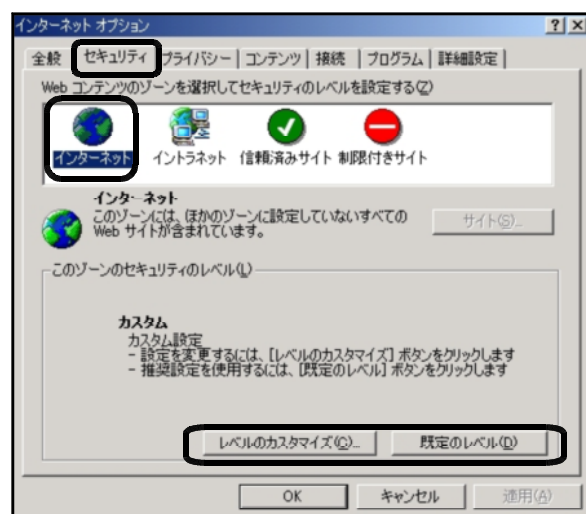 インターネット オプション
全般 セキュリティ プライバシー コンテンツ 接続 プログラム 詳細設定
Web コンテンツのゾーンを選択してセキュリティのレベルを設定する(Z)
インターネット イントラネット 信頼済みサイト 制限付きサイト
インターネット
このゾーンには、ほかのゾーンに設定していないすべての
Web サイトが含まれています。
サイト(S)...
このゾーンのセキュリティのレベル(L)
カスタム
カスタム設定
- 設定を変更するには、[レベルのカスタマイズ] ボタンをクリックします
- 推奨設定を使用するには、[既定のレベル] ボタンをクリックします
レベルのカスタマイズ(C)... 既定のレベル(D)
OK キャンセル 適用(A)